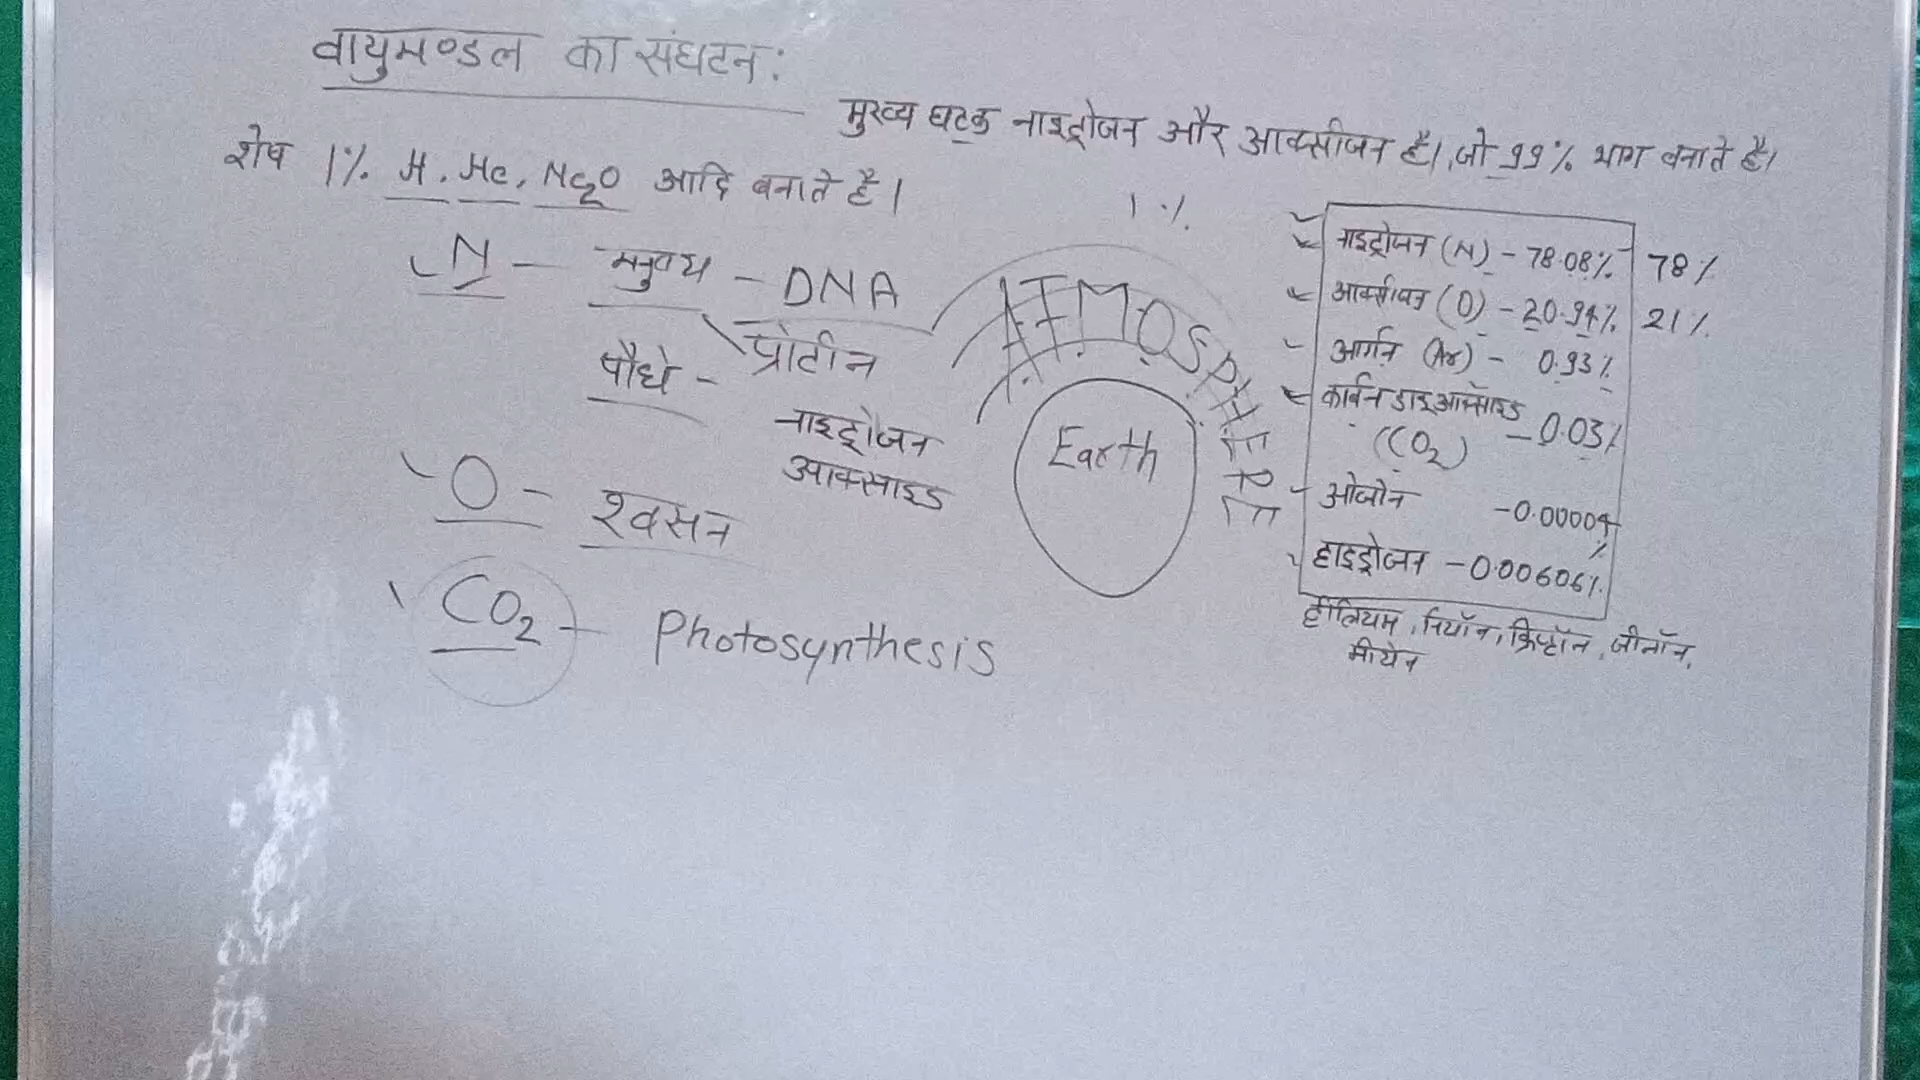 वायुमण्डल का संघटन:
मुख्य घटक नाइट्रोजन और आक्सीजन है। जो 99% भाग बनाते है।
शेष 1% H, He, N2O आदि बनाते है।
1%
N - मनुष्य - DNA
प्रोटीन
पौधे - नाइट्रोजन
आक्साइड
O - श्वसन
CO2 - Photosynthesis
ATMOSPHERE
Earth
नाइट्रोजन (N) - 78.08% 78%
आक्सीजन (O) - 20.94% 21%
आर्गन (Ar) - 0.93%
कार्बन डाइऑक्साइड - 0.03%
(CO2)
ओजोन - 0.00004
%
हाइड्रोजन - 0.00606%
हीलियम, नियॉन, क्रिप्टॉन, जीनॉन,
मीथेन